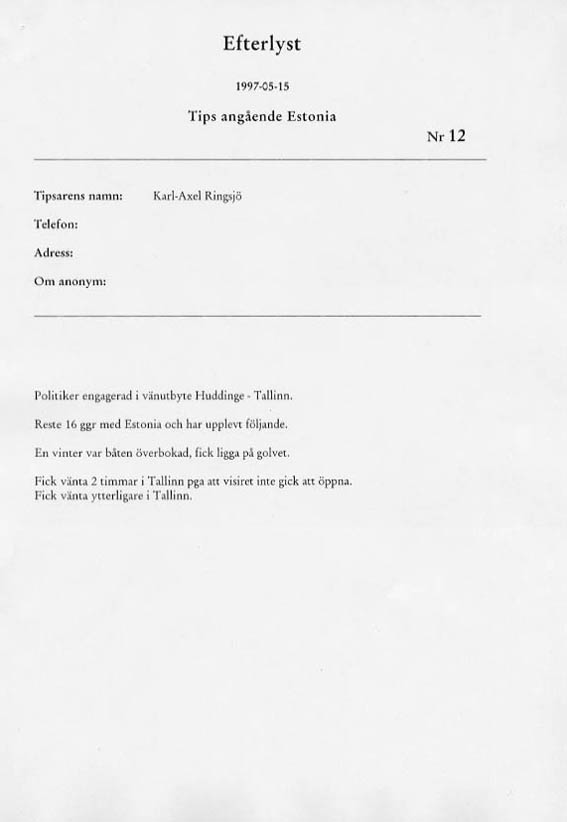 Efterlyst
1997-05-15
Tips angående Estonia
Nr 12
Tipsarens namn: Karl-Axel Ringsjö
Telefon:
Adress:
Om anonym:
Politiker engagerad i vänutbyte Huddinge - Tallinn.
Reste 16 ggr med Estonia och har upplevt följande.
En vinter var båten överbokad, fick ligga på golvet.
Fick vänta 2 timmar i Tallinn pga att visiret inte gick att öppna.
Fick vänta ytterligare i Tallinn.